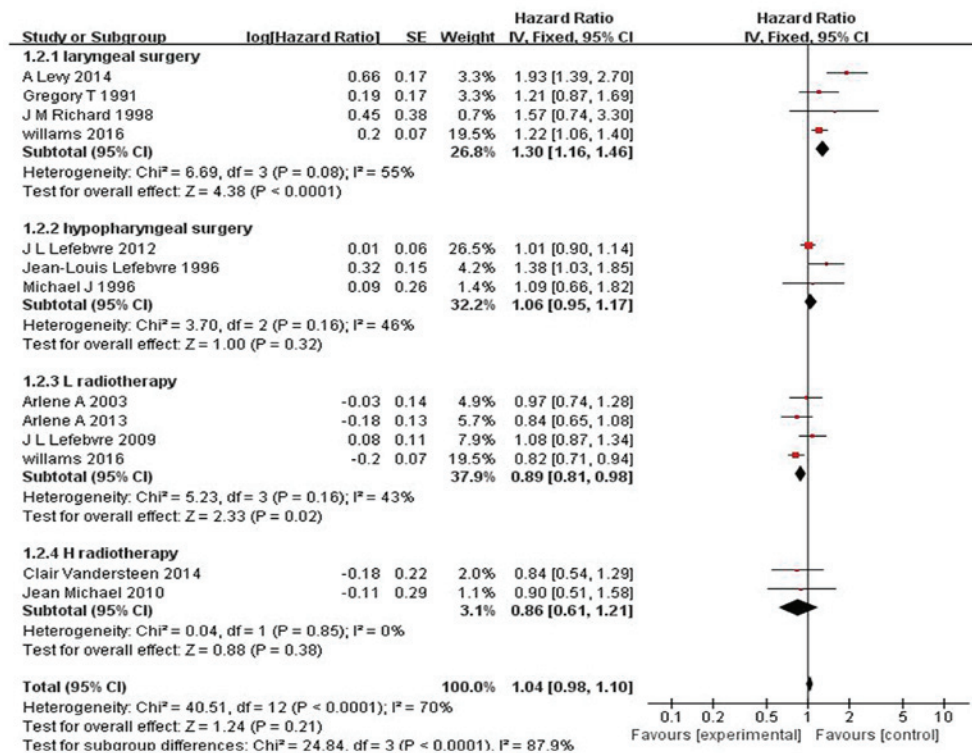 Hazard Ratio Hazard Ratio
Study or Subgroup log[Hazard Ratio] SE Weight IV, Fixed, 95% CI IV, Fixed, 95% CI
1.2.1 laryngeal surgery
A Levy 2014 0.66 0.17 3.3% 1.93 [1.39, 2.70]
Gregory T 1991 0.19 0.17 3.3% 1.21 [0.87, 1.69]
J M Richard 1998 0.45 0.38 0.7% 1.57 [0.74, 3.30]
willams 2016 0.2 0.07 19.5% 1.22 [1.06, 1.40]
Subtotal (95% CI) 26.8% 1.30 [1.16, 1.46]
Heterogeneity: Chi² = 6.69, df = 3 (P = 0.08); I² = 55%
Test for overall effect: Z = 4.38 (P < 0.0001)
1.2.2 hypopharyngeal surgery
J L Lefebvre 2012 0.01 0.06 26.5% 1.01 [0.90, 1.14]
Jean-Louis Lefebvre 1996 0.32 0.15 4.2% 1.38 [1.03, 1.85]
Michael J 1996 0.09 0.26 1.4% 1.09 [0.66, 1.82]
Subtotal (95% CI) 32.2% 1.06 [0.95, 1.17]
Heterogeneity: Chi² = 3.70, df = 2 (P = 0.16); I² = 46%
Test for overall effect: Z = 1.00 (P = 0.32)
1.2.3 L radiotherapy
Arlene A 2003 -0.03 0.14 4.9% 0.97 [0.74, 1.28]
Arlene A 2013 -0.18 0.13 5.7% 0.84 [0.65, 1.08]
J L Lefebvre 2009 0.08 0.11 7.9% 1.08 [0.87, 1.34]
willams 2016 -0.2 0.07 19.5% 0.82 [0.71, 0.94]
Subtotal (95% CI) 37.9% 0.89 [0.81, 0.98]
Heterogeneity: Chi² = 5.23, df = 3 (P = 0.16); I² = 43%
Test for overall effect: Z = 2.33 (P = 0.02)
1.2.4 H radiotherapy
Clair Vandersteen 2014 -0.18 0.22 2.0% 0.84 [0.54, 1.29]
Jean Michael 2010 -0.11 0.29 1.1% 0.90 [0.51, 1.58]
Subtotal (95% CI) 3.1% 0.86 [0.61, 1.21]
Heterogeneity: Chi² = 0.04, df = 1 (P = 0.85); I² = 0%
Test for overall effect: Z = 0.88 (P = 0.38)
Total (95% CI) 100.0% 1.04 [0.98, 1.10]
Heterogeneity: Chi² = 40.51, df = 12 (P < 0.0001); I² = 70%
Test for overall effect: Z = 1.24 (P = 0.21)
Test for subgroup differences: Chi² = 24.84, df = 3 (P < 0.0001), I² = 87.9%
0.1 0.2 0.5 1 2 5 10
Favours [experimental] Favours [control]